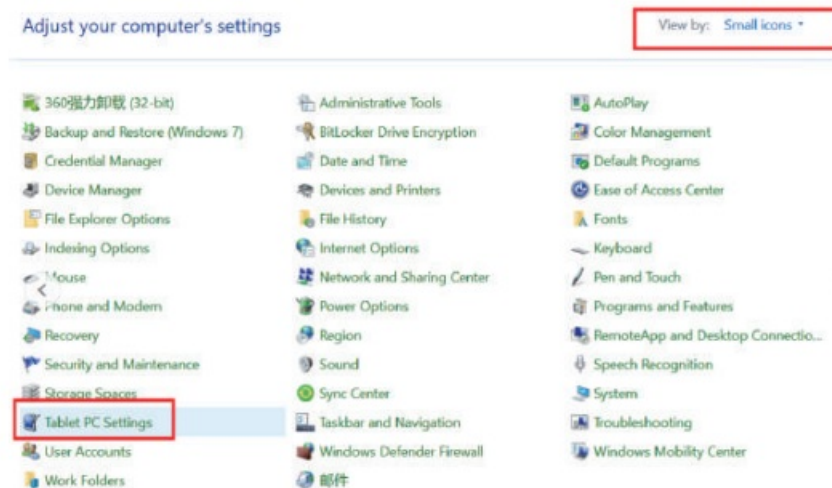 Adjust your computer's settings
View by: Small icons
360强力卸载 (32-bit)
Administrative Tools
AutoPlay
Backup and Restore (Windows 7)
BitLocker Drive Encryption
Color Management
Credential Manager
Date and Time
Default Programs
Device Manager
Devices and Printers
Ease of Access Center
File Explorer Options
File History
Fonts
Indexing Options
Internet Options
Keyboard
Mouse
Network and Sharing Center
Pen and Touch
Phone and Modem
Power Options
Programs and Features
Recovery
Region
RemoteApp and Desktop Connectio...
Security and Maintenance
Sound
Speech Recognition
Storage Spaces
Sync Center
System
Tablet PC Settings
Taskbar and Navigation
Troubleshooting
User Accounts
Windows Defender Firewall
Windows Mobility Center
Work Folders
邮件